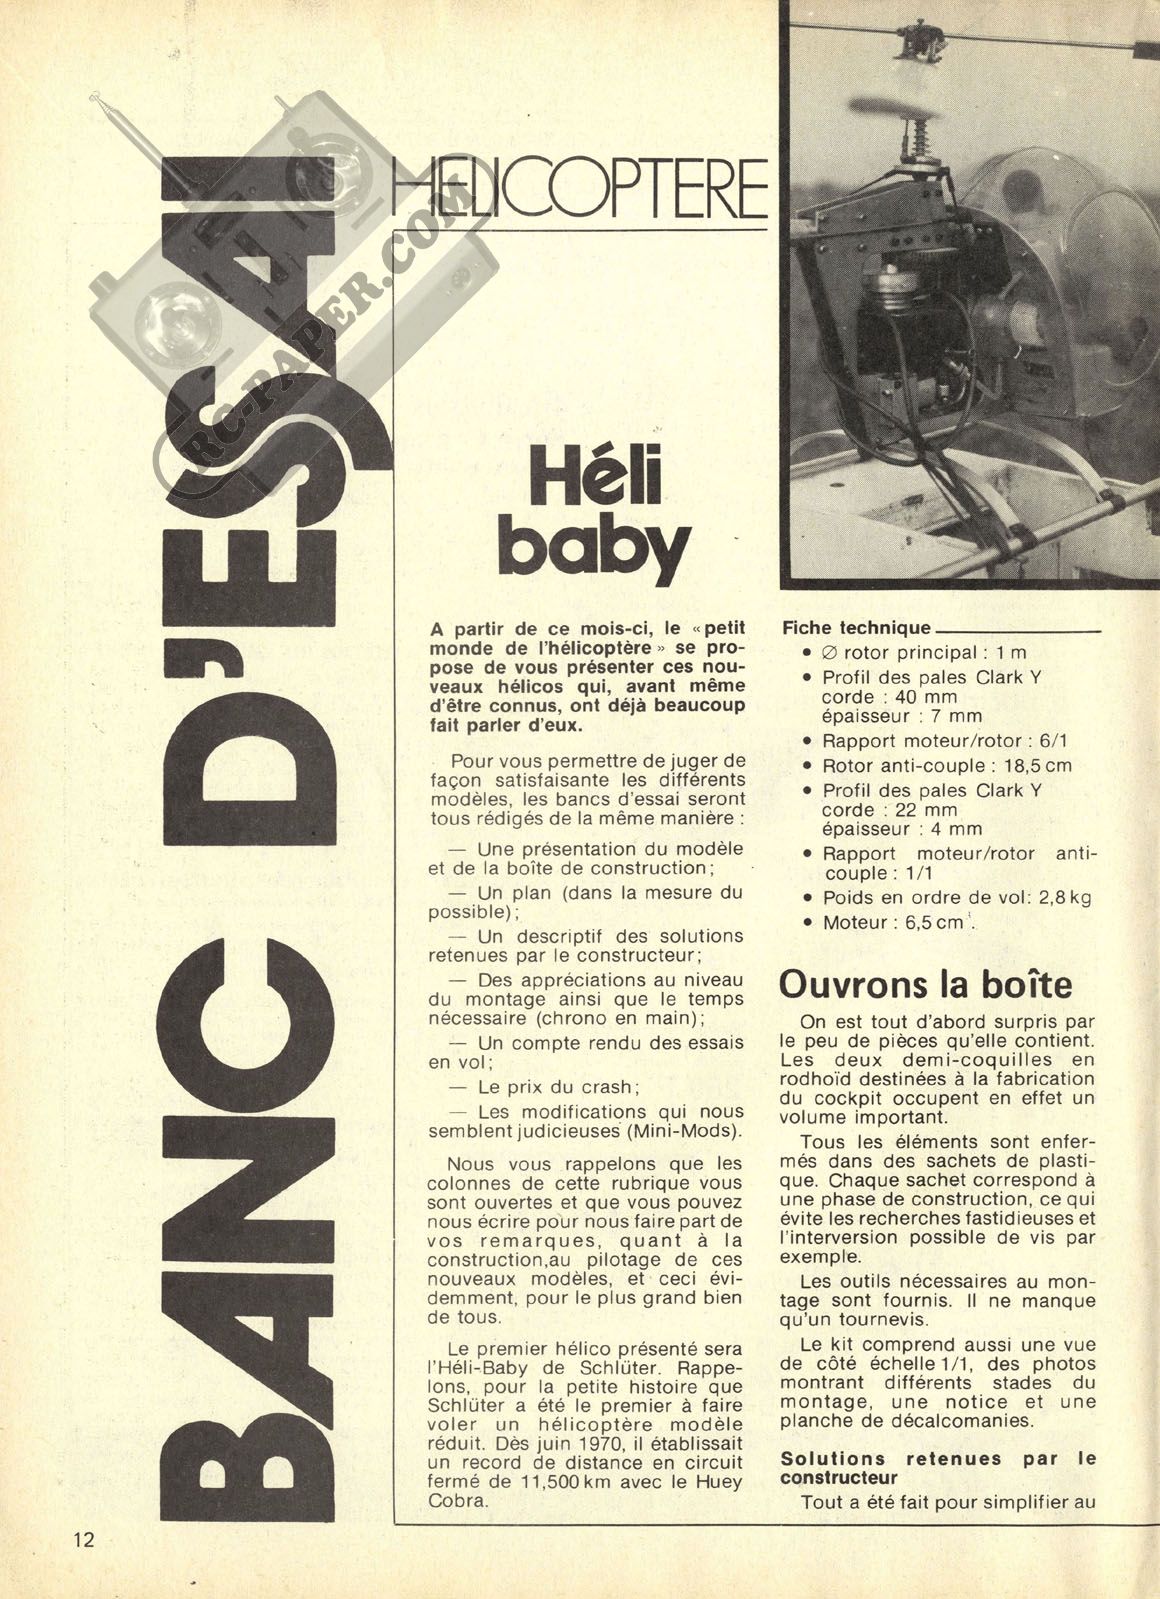 BANC D'ESSAI
HELICOPTERE
RC-PAPER.COM
Héli
baby
A partir de ce mois-ci, le «petit
monde de l'hélicoptère» se pro-
pose de vous présenter ces nou-
veaux hélicos qui, avant même
d'être connus, ont déjà beaucoup
fait parler d'eux.
Pour vous permettre de juger de
façon satisfaisante les différents
modèles, les bancs d'essai seront
tous rédigés de la même manière :
— Une présentation du modèle
et de la boîte de construction;
— Un plan (dans la mesure du
possible);
— Un descriptif des solutions
retenues par le constructeur;
— Des appréciations au niveau
du montage ainsi que le temps
nécessaire (chrono en main);
— Un compte rendu des essais
en vol;
— Le prix du crash;
— Les modifications qui nous
semblent judicieuses (Mini-Mods).
Nous vous rappelons que les
colonnes de cette rubrique vous
sont ouvertes et que vous pouvez
nous écrire pour nous faire part de
vos remarques, quant à la
construction,au pilotage de ces
nouveaux modèles, et ceci évi-
demment, pour le plus grand bien
de tous.
Le premier hélico présenté sera
l'Héli-Baby de Schlüter. Rappe-
lons, pour la petite histoire que
Schlüter a été le premier à faire
voler un hélicoptère modèle
réduit. Dès juin 1970, il établissait
un record de distance en circuit
fermé de 11,500 km avec le Huey
Cobra.
Fiche technique
• Ø rotor principal : 1 m
• Profil des pales Clark Y
corde : 40 mm
épaisseur : 7 mm
• Rapport moteur/rotor : 6/1
• Rotor anti-couple : 18,5 cm
• Profil des pales Clark Y
corde : 22 mm
épaisseur : 4 mm
• Rapport moteur/rotor anti-
couple : 1/1
• Poids en ordre de vol: 2,8 kg
• Moteur : 6,5 cm³.
Ouvrons la boîte
On est tout d'abord surpris par
le peu de pièces qu'elle contient.
Les deux demi-coquilles en
rodhoïd destinées à la fabrication
du cockpit occupent en effet un
volume important.
Tous les éléments sont enfer-
més dans des sachets de plasti-
que. Chaque sachet correspond à
une phase de construction, ce qui
évite les recherches fastidieuses et
l'interversion possible de vis par
exemple.
Les outils nécessaires au mon-
tage sont fournis. Il ne manque
qu'un tournevis.
Le kit comprend aussi une vue
de côté échelle 1/1, des photos
montrant différents stades du
montage, une notice et une
planche de décalcomanies.
Solutions retenues par le
constructeur
Tout a été fait pour simplifier au
12